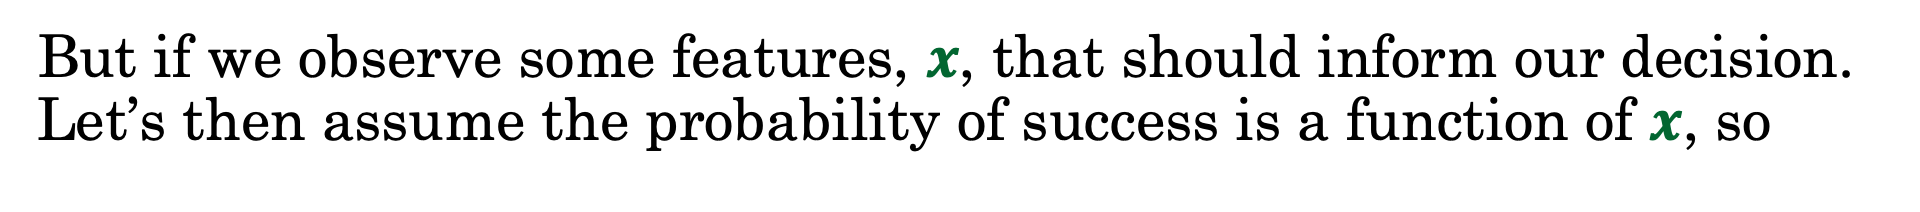 But if we observe some features, x, that should inform our decision.
Let’s then assume the probability of success is a function of x, so